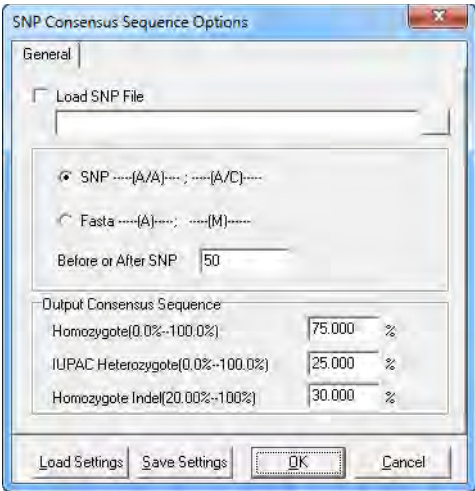 SNP Consensus Sequence Options
General
Load SNP File
SNP -----(A/A)---- ; -----(A/C)-----
Fasta -----(A)-----; -----(M)------
Before or After SNP 50
Output Consensus Sequence
Homozygote(0.0%--100.0%) 75.000 %
IUPAC Heterozygote(0.0%--100.0%) 25.000 %
Homozygote Indel(20.00%--100%) 30.000 %
Load Settings Save Settings OK Cancel